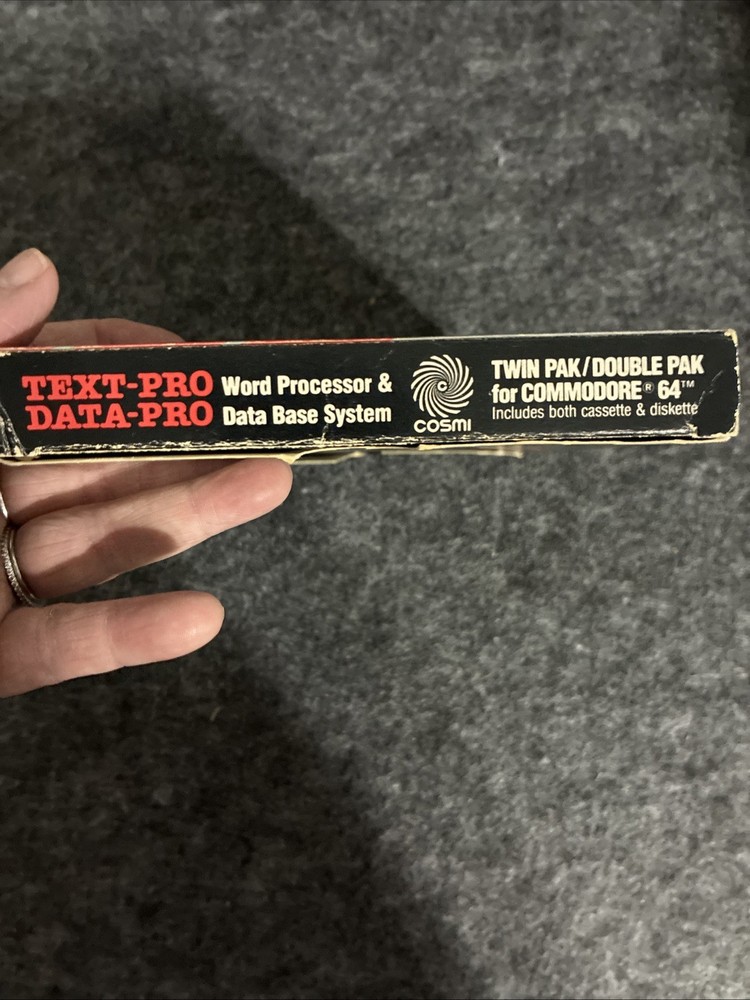 TEXT-PRO Word Processor &
DATA-PRO Data Base System
C
COSMI
TWIN PAK/DOUBLE PAK
for COMMODORE® 64™
Includes both cassette & diskette